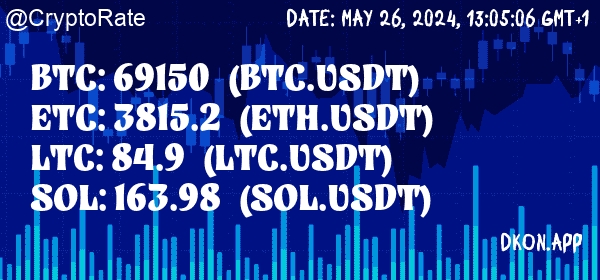 @CryptoRate
DATE: MAY 26, 2024, 13:05:06 GMT+1
BTC: 69150 (BTC.USDT)
ETC: 3815.2 (ETH.USDT)
LTC: 84.9 (LTC.USDT)
SOL: 163.98 (SOL.USDT)
DKON.APP